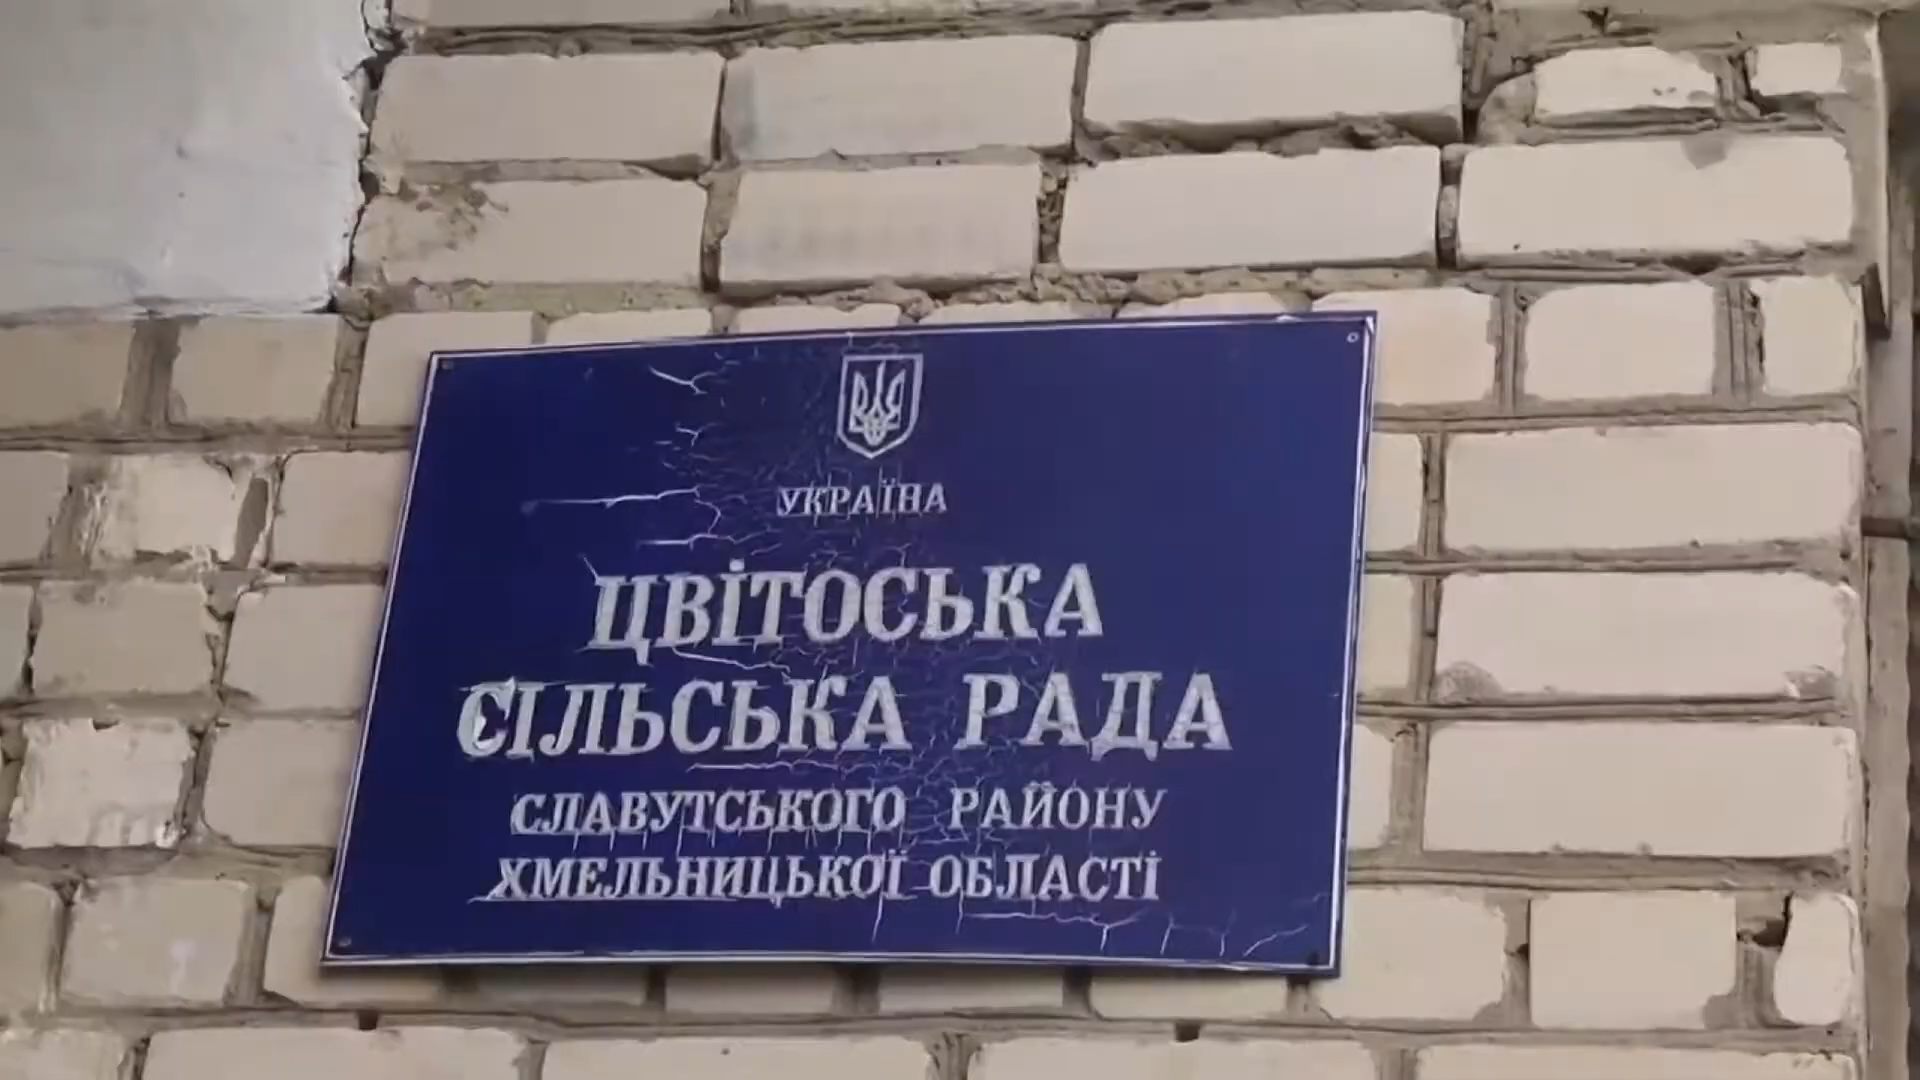 УКРАЇНА
ЦВІТОСЬКА
СІЛЬСЬКА РАДА
СЛАВУТСЬКОГО РАЙОНУ
ХМЕЛЬНИЦЬКОЇ ОБЛАСТІ